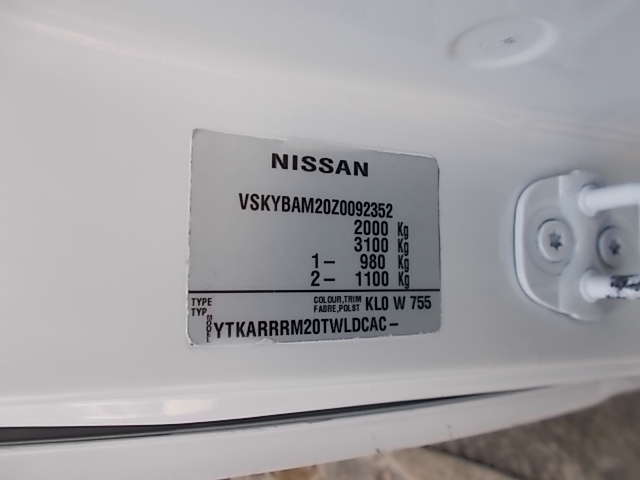 NISSAN
VSKYBAM20Z0092352
2000 Kg
3100 Kg
1- 980 Kg
2- 1100 Kg
TYPE COLOUR,TRIM KL0 W 755
TYP FABRE,POLST
MODELE YTKARRRM20TWLDCAC-